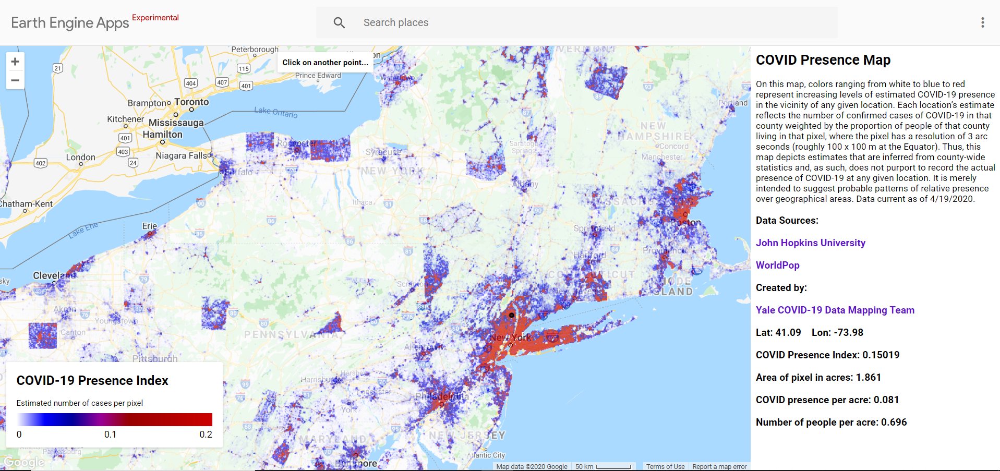 Earth Engine Apps Experimental
Search places
Click on another point...
Peterborough
Prince Edward
Brampton
Toronto
Kitchener
Mississauga
Hamilton
Lake Ontario
London
Niagara Falls
Chatham-Kent
Lake Erie
Erie
Cleveland
Akron
Youngstown
Canton
Pittsburgh
Parkersburg
Buffalo
Rochester
Syracuse
NEW YORK
Ithaca
Albany
Saratoga
Springs
VERMONT
NEW
HAMPSHIRE
Concord
Manchester
Portland
MASSACHUSETTS
Boston
Springfield
Hartford
Providence
CONNECTICUT
New Haven
RHODE
ISLAND
Scranton
PENNSYLVANIA
New York
Allentown
Harrisburg
Hershey
Lancaster
York
Philadelphia
MARYLAND
NEW JERSEY
Baltimore
Atlantic City
21
115
404
407
401
401
403
402
24
COVID-19 Presence Index
Estimated number of cases per pixel
0 0.1 0.2
Google
Map data ©2020 Google 50 km Terms of Use Report a map error
COVID Presence Map
On this map, colors ranging from white to blue to red
represent increasing levels of estimated COVID-19 presence
in the vicinity of any given location. Each location's estimate
reflects the number of confirmed cases of COVID-19 in that
county weighted by the proportion of people of that county
living in that pixel, where the pixel has a resolution of 3 arc
seconds (roughly 100 x 100 m at the Equator). Thus, this
map depicts estimates that are inferred from county-wide
statistics and, as such, does not purport to record the actual
presence of COVID-19 at any given location. It is merely
intended to suggest probable patterns of relative presence
over geographical areas. Data current as of 4/19/2020.
Data Sources:
John Hopkins University
WorldPop
Created by:
Yale COVID-19 Data Mapping Team
Lat: 41.09 Lon: -73.98
COVID Presence Index: 0.15019
Area of pixel in acres: 1.861
COVID presence per acre: 0.081
Number of people per acre: 0.696